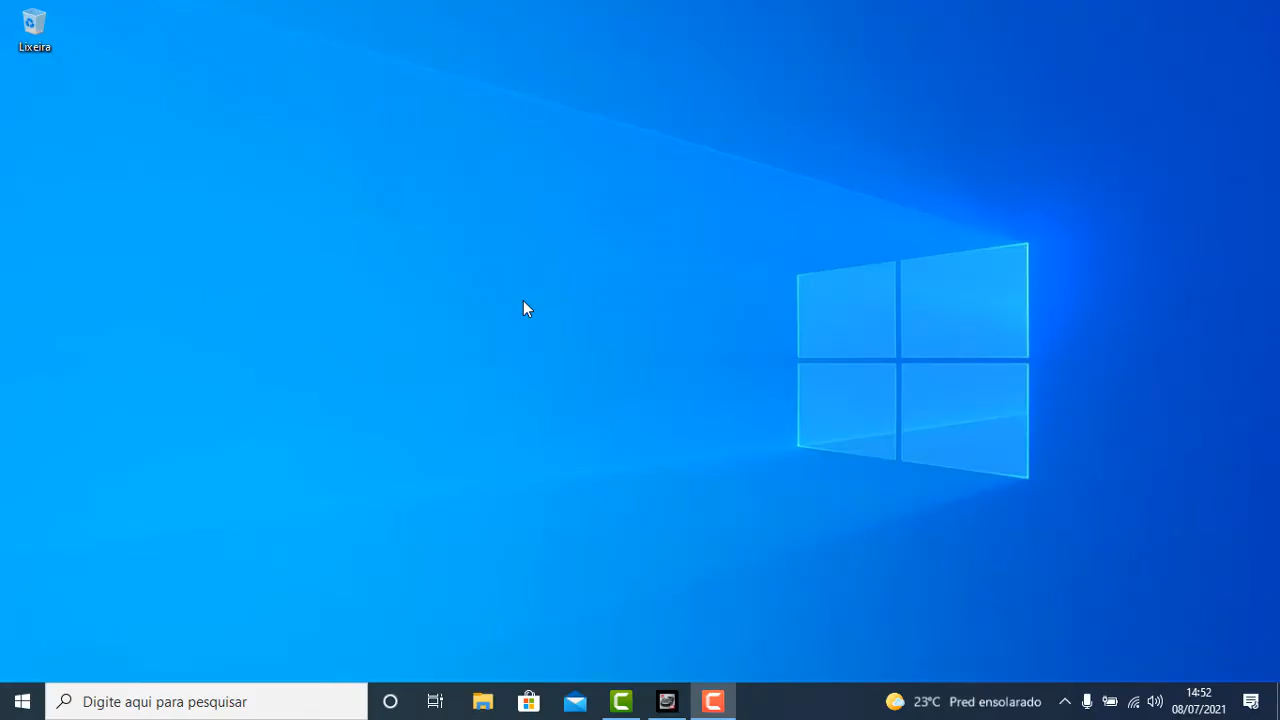 Lixeira
Digite aqui para pesquisar
23°C Pred ensolarado
14:52
08/07/2021